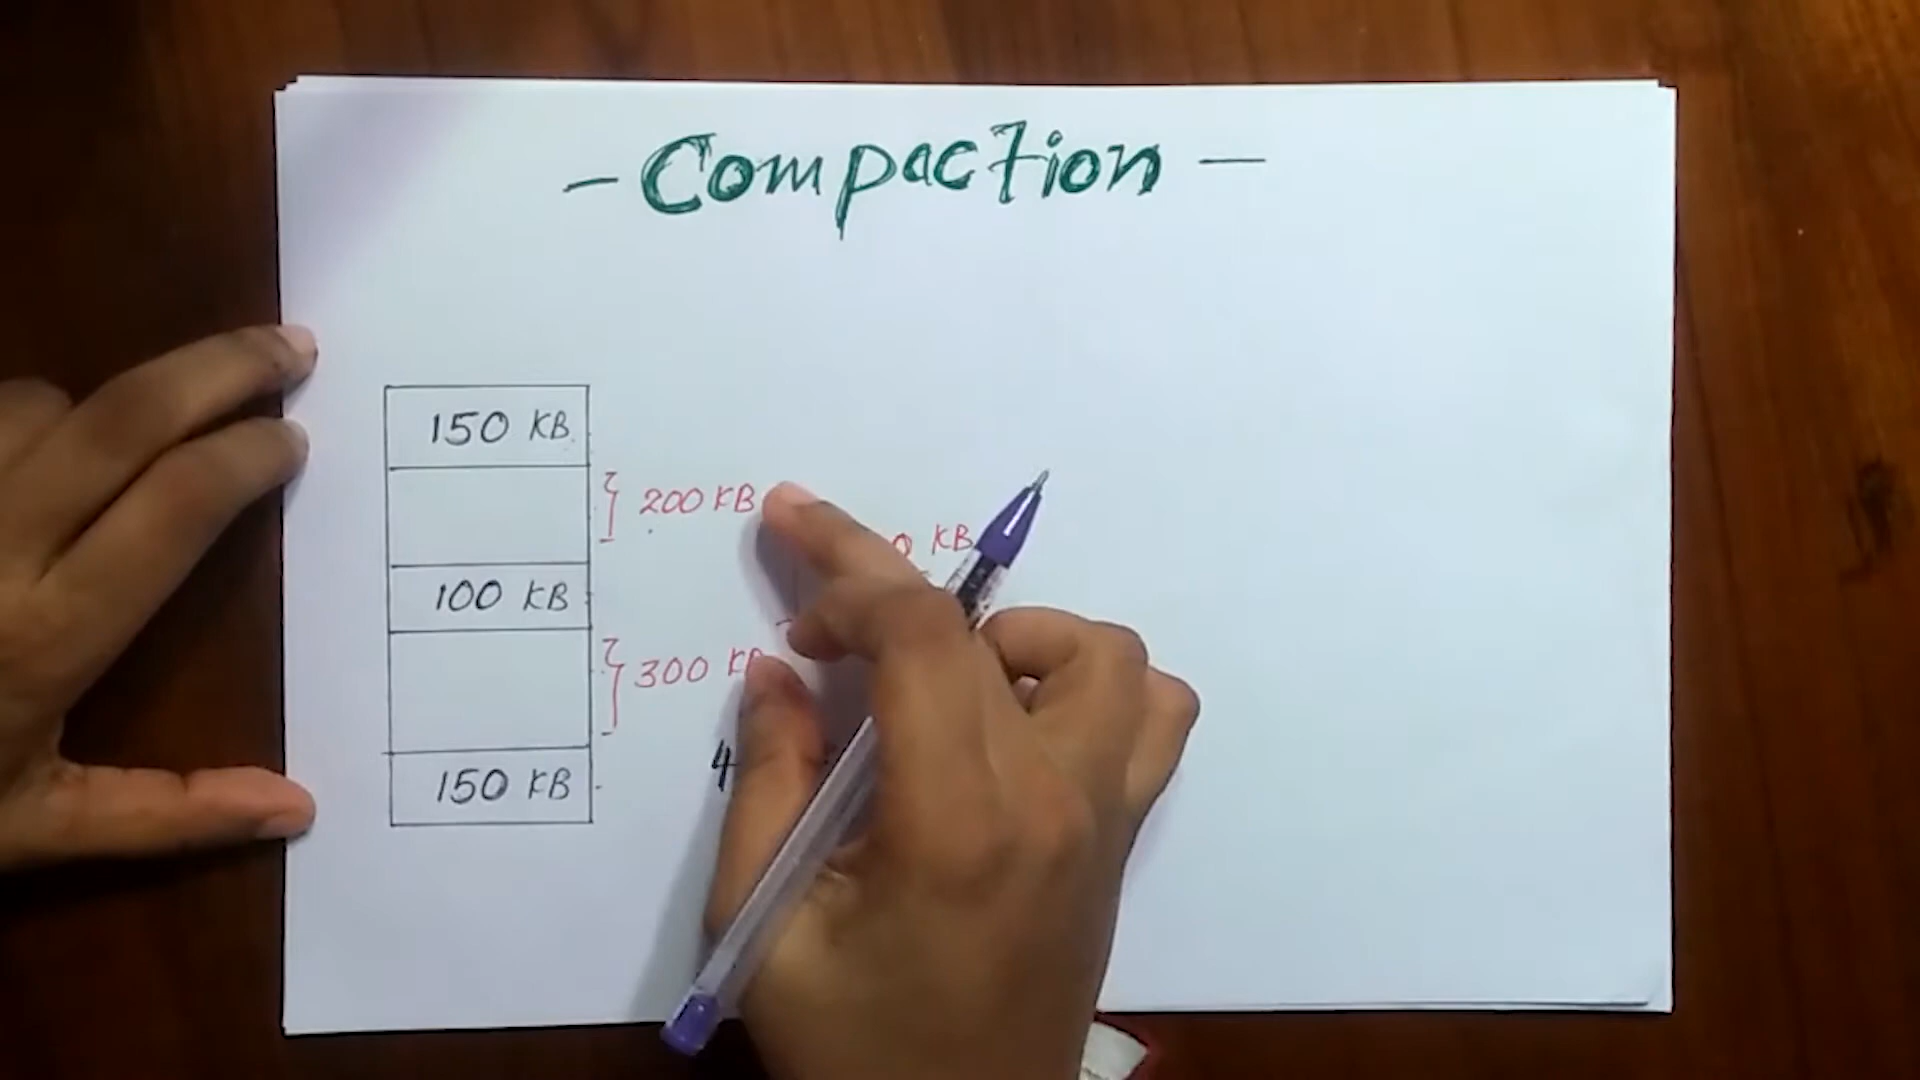 - Compaction -
150 KB
200 KB
KB
100 KB
300 KB
150 KB